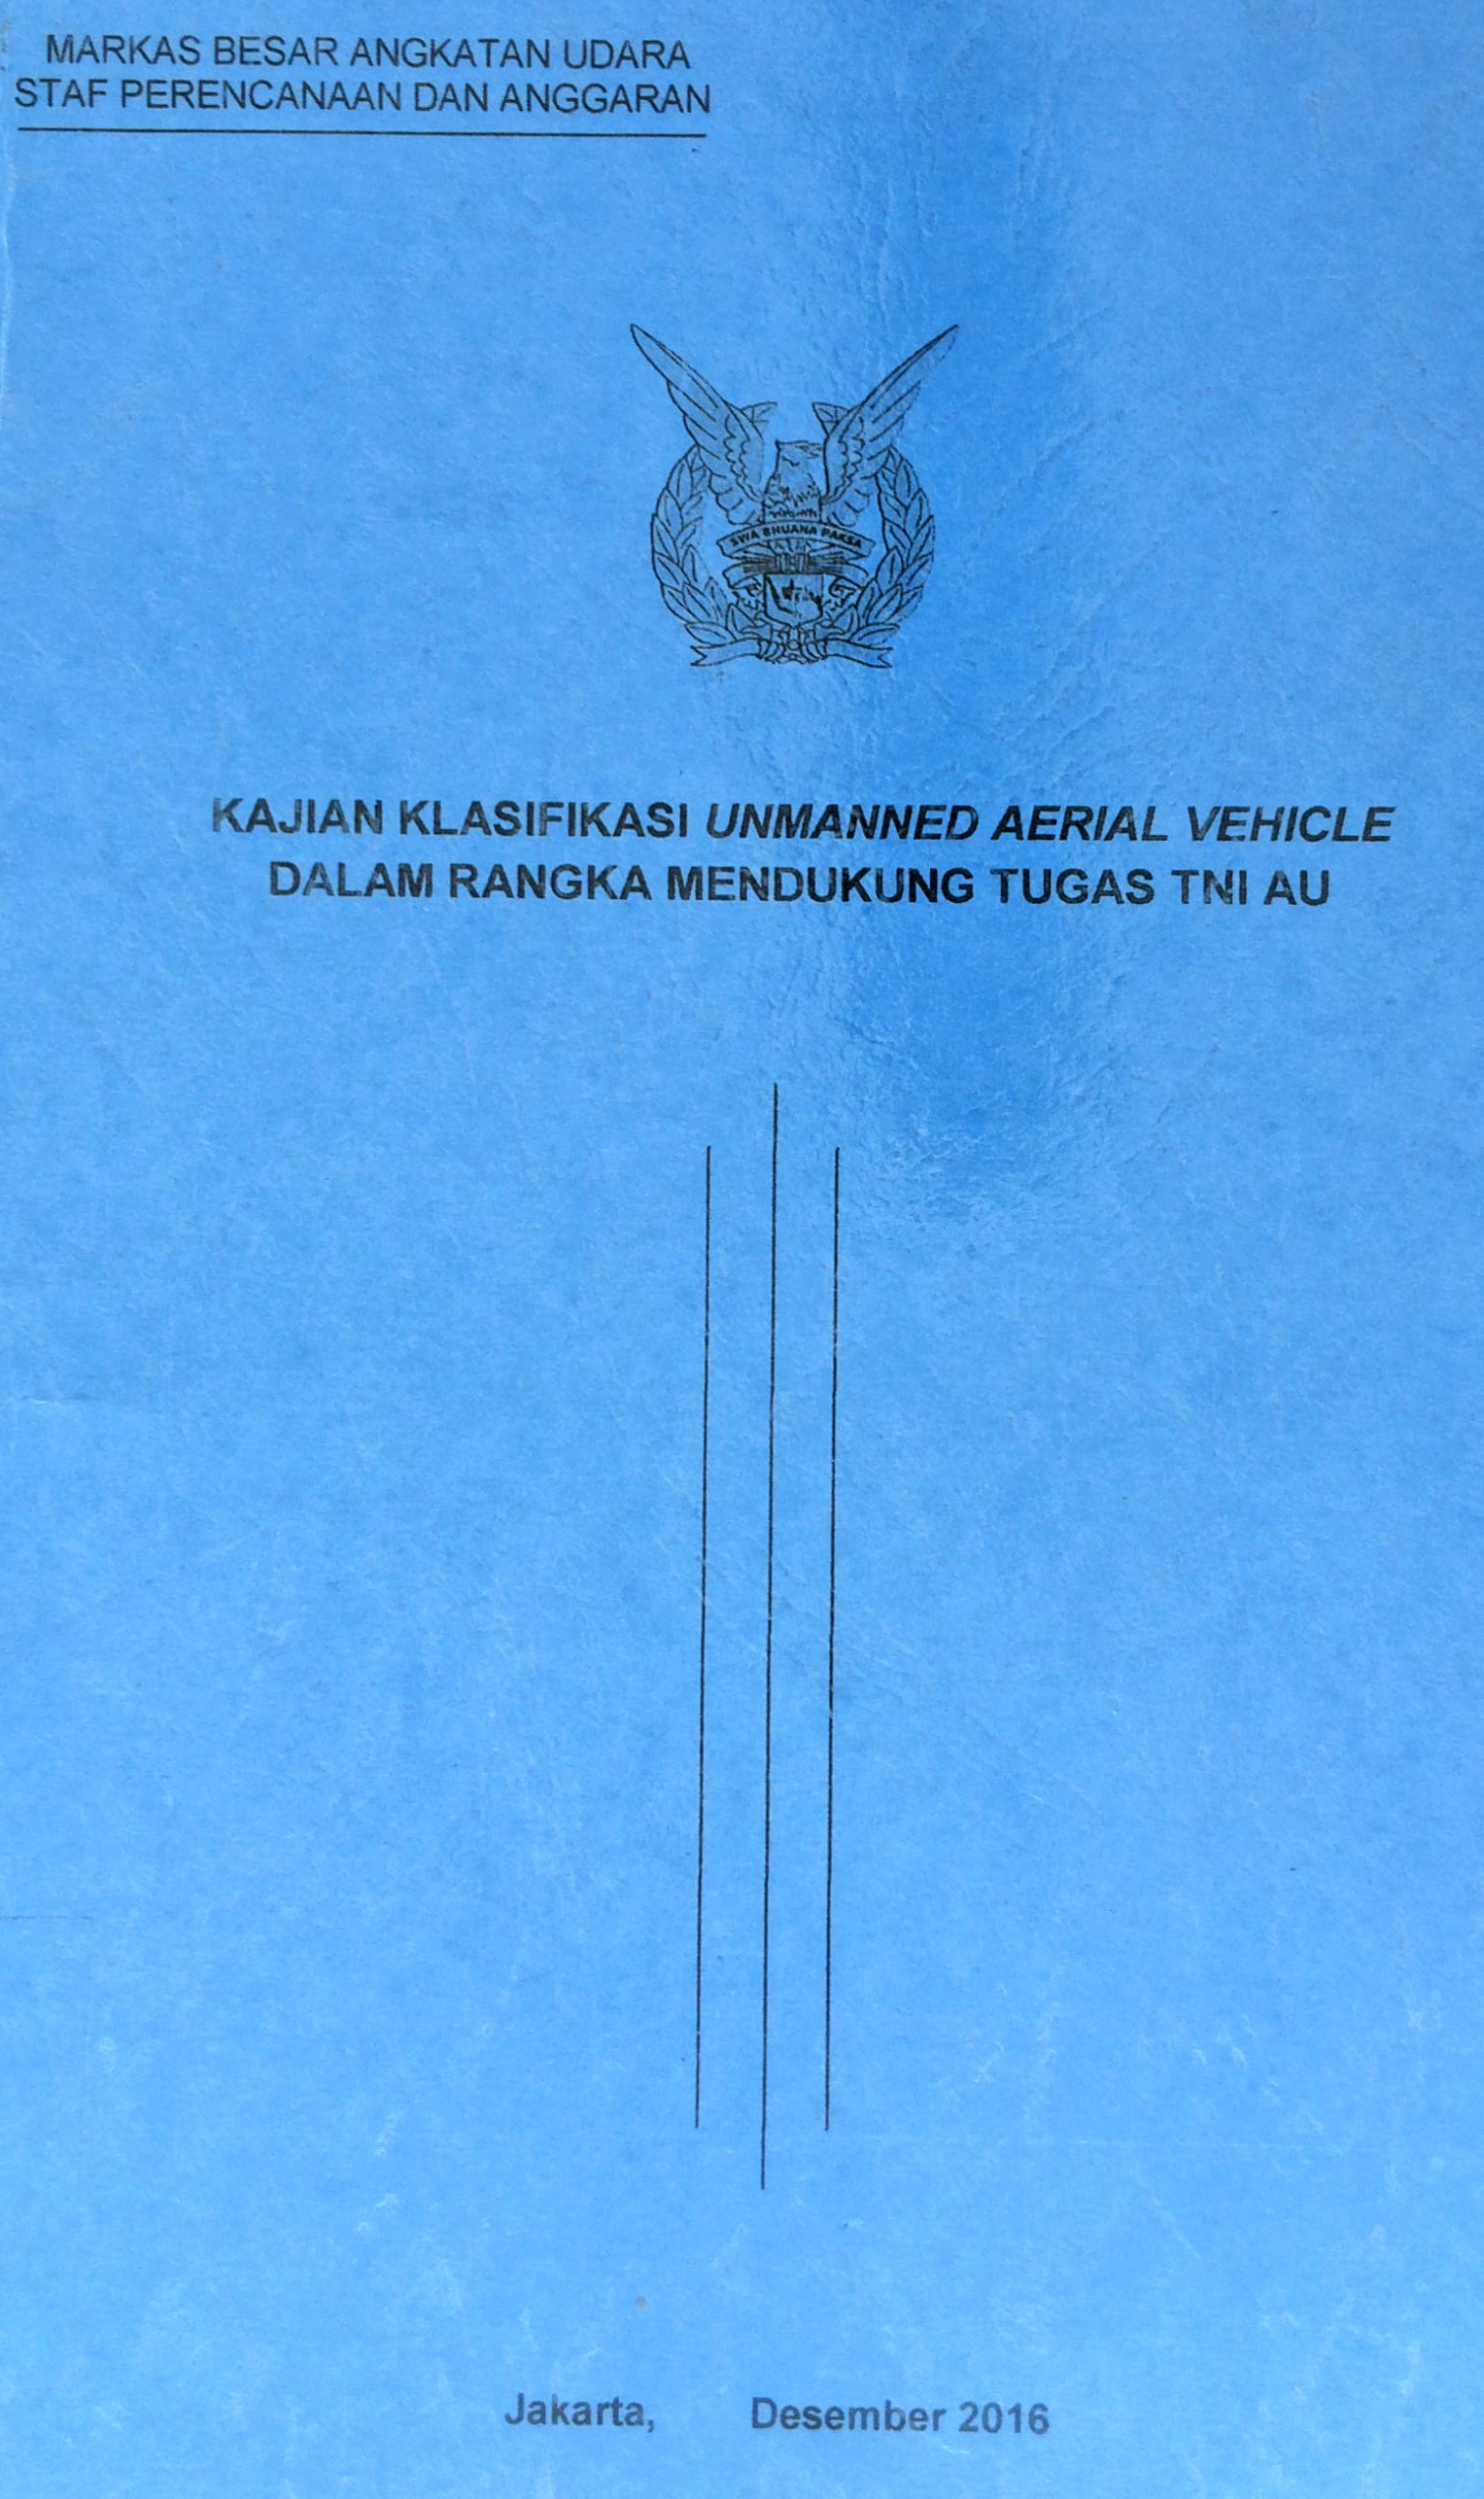 MARKAS BESAR ANGKATAN UDARA
STAF PERENCANAAN DAN ANGGARAN
SWA BHUANA PAKSA
KAJIAN KLASIFIKASI UNMANNED AERIAL VEHICLE
DALAM RANGKA MENDUKUNG TUGAS TNI AU
Jakarta, Desember 2016